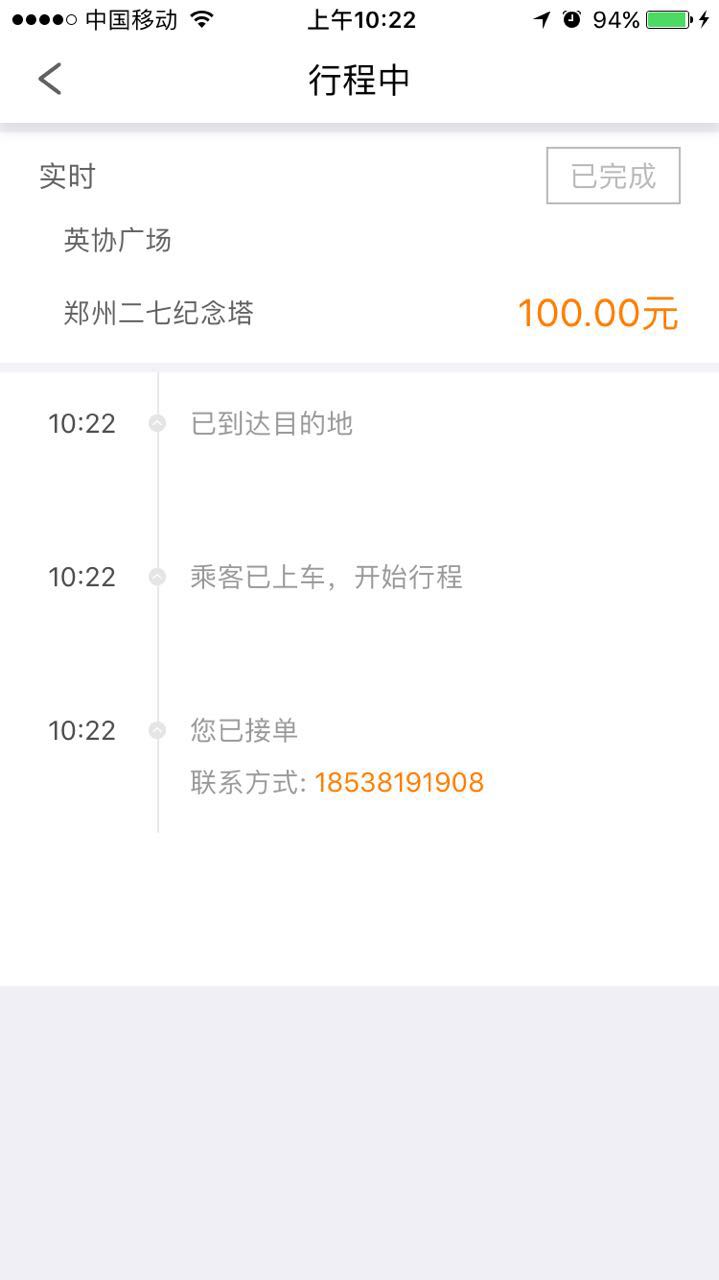 中国移动 上午10:22 94%
行程中
实时 已完成
英协广场
郑州二七纪念塔 100.00元
10:22 已到达目的地
10:22 乘客已上车，开始行程
10:22 您已接单
联系方式: 18538191908